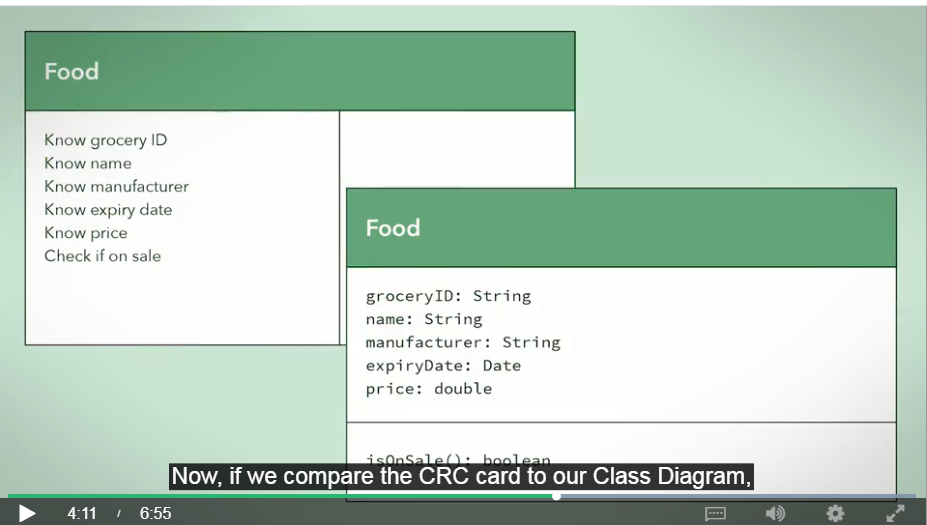 Food
Know grocery ID
Know name
Know manufacturer
Know expiry date
Know price
Check if on sale
Food
groceryID: String
name: String
manufacturer: String
expiryDate: Date
price: double
isOnSale(): boolean
Now, if we compare the CRC card to our Class Diagram,
4:11 / 6:55